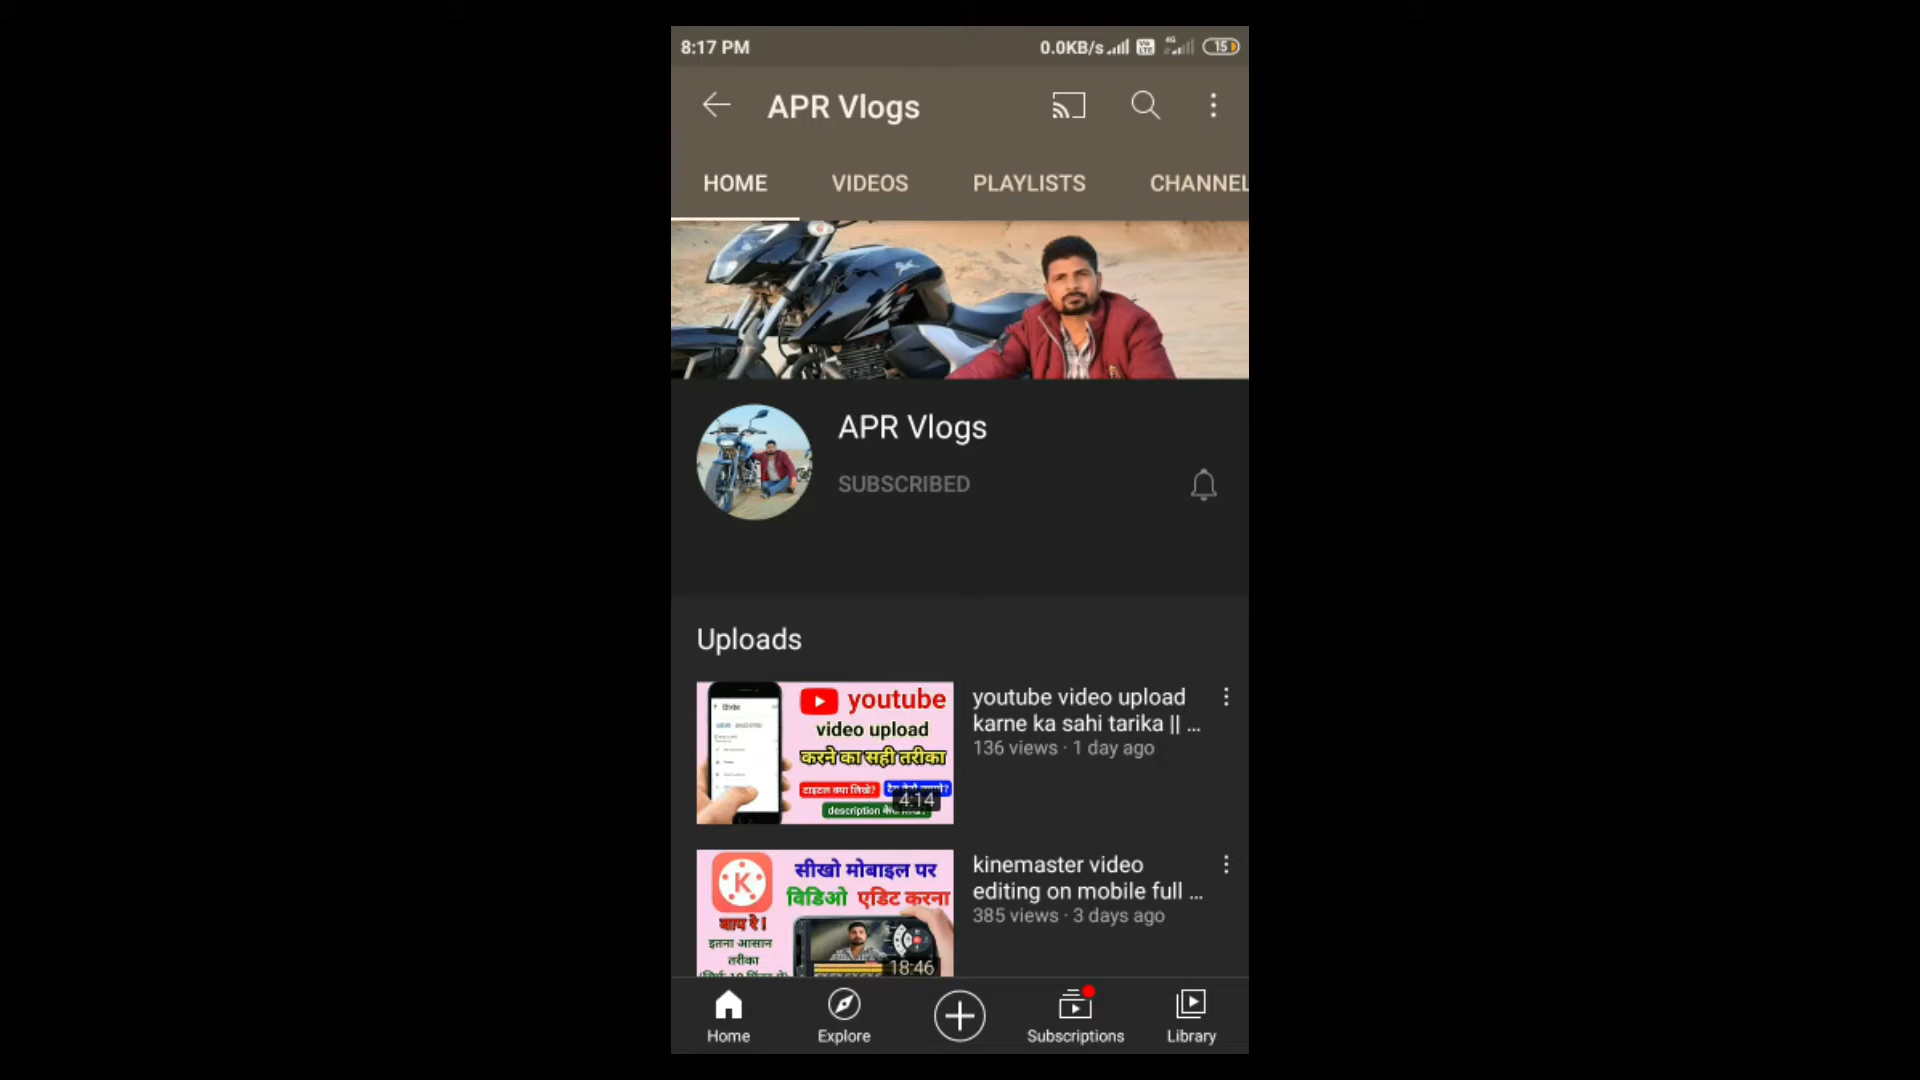 8:17 PM
0.0KB/s
4G
15
APR Vlogs
HOME
VIDEOS
PLAYLISTS
CHANNEL
APR Vlogs
SUBSCRIBED
Uploads
youtube
video upload
करने का सही तरीका
टाइटल क्या लिखे?
description
4:14
youtube video upload
karne ka sahi tarika || ...
136 views · 1 day ago
सीखो मोबाइल पर
विडिओ एडिट करना
K
बाप रे।
इतना आसान
तरीका
18:46
kinemaster video
editing on mobile full ...
385 views · 3 days ago
Home
Explore
Subscriptions
Library